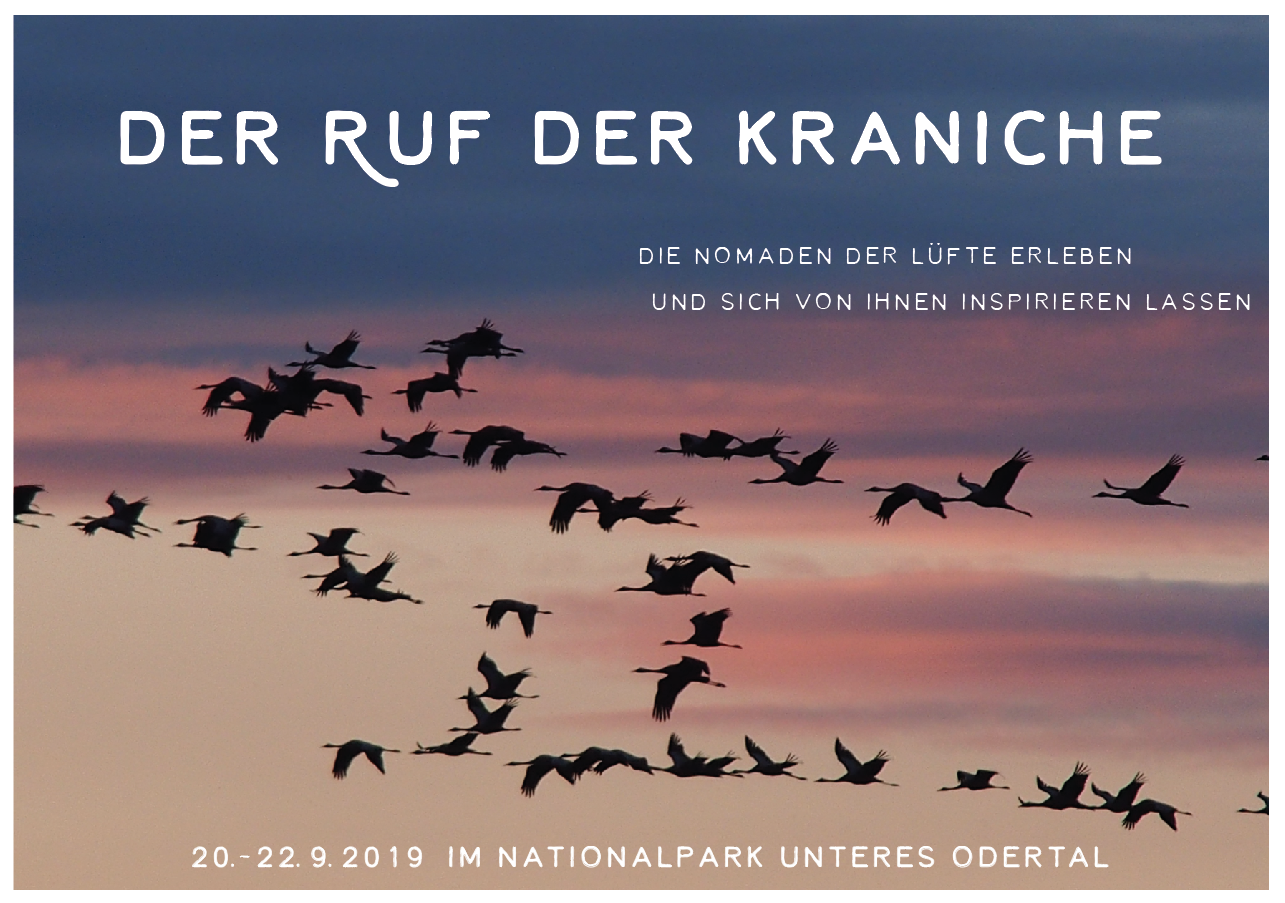 DER RUF DER KRANICHE
DIE NOMADEN DER LÜFTE ERLEBEN
UND SICH VON IHNEN INSPIRIEREN LASSEN
20.-22.9.2019 IM NATIONALPARK UNTERES ODERTAL